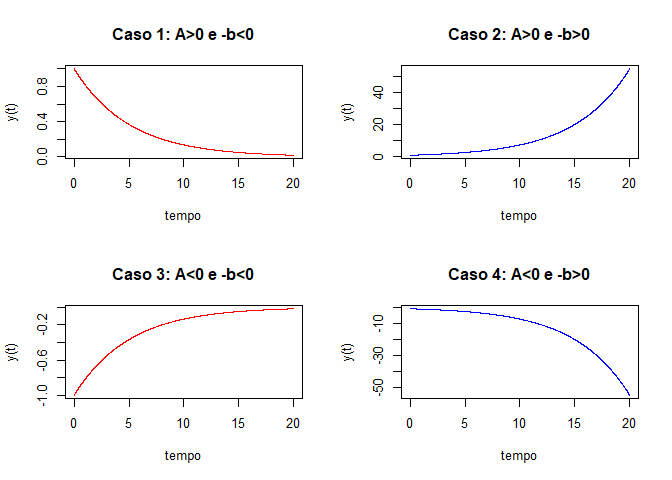 Caso 1: A>0 e -b<0
y(t)
0.0 0.4 0.8
0 5 10 15 20
tempo
Caso 2: A>0 e -b>0
y(t)
0 20 40
0 5 10 15 20
tempo
Caso 3: A<0 e -b<0
y(t)
-1.0 -0.6 -0.2
0 5 10 15 20
tempo
Caso 4: A<0 e -b>0
y(t)
-50 -30 -10
0 5 10 15 20
tempo